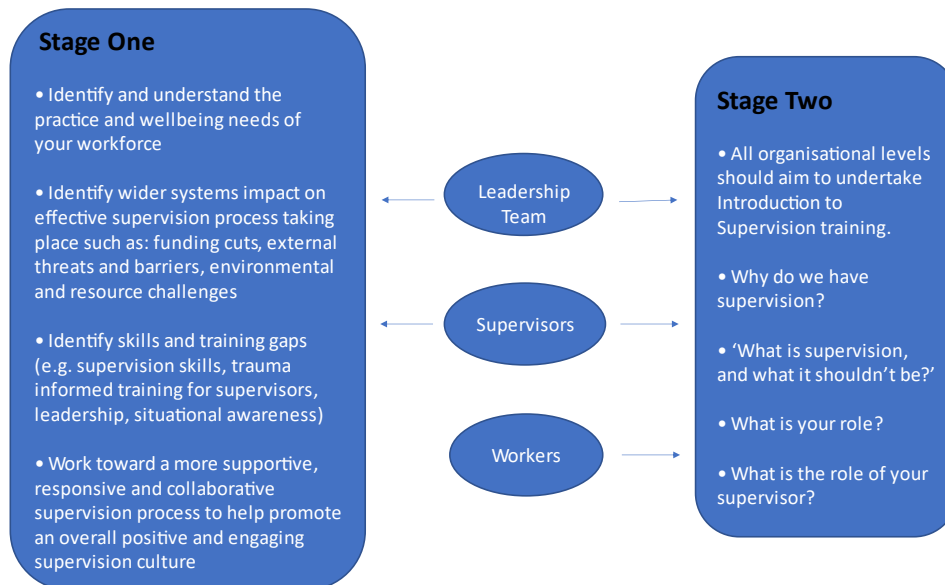 Stage One
• Identify and understand the
practice and wellbeing needs of
your workforce
• Identify wider systems impact on
effective supervision process taking
place such as: funding cuts, external
threats and barriers, environmental
and resource challenges
• Identify skills and training gaps
(e.g. supervision skills, trauma
informed training for supervisors,
leadership, situational awareness)
• Work toward a more supportive,
responsive and collaborative
supervision process to help promote
an overall positive and engaging
supervision culture
Leadership
Team
Supervisors
Workers
Stage Two
• All organisational levels
should aim to undertake
Introduction to
Supervision training.
• Why do we have
supervision?
• ‘What is supervision,
and what it shouldn’t be?’
• What is your role?
• What is the role of your
supervisor?